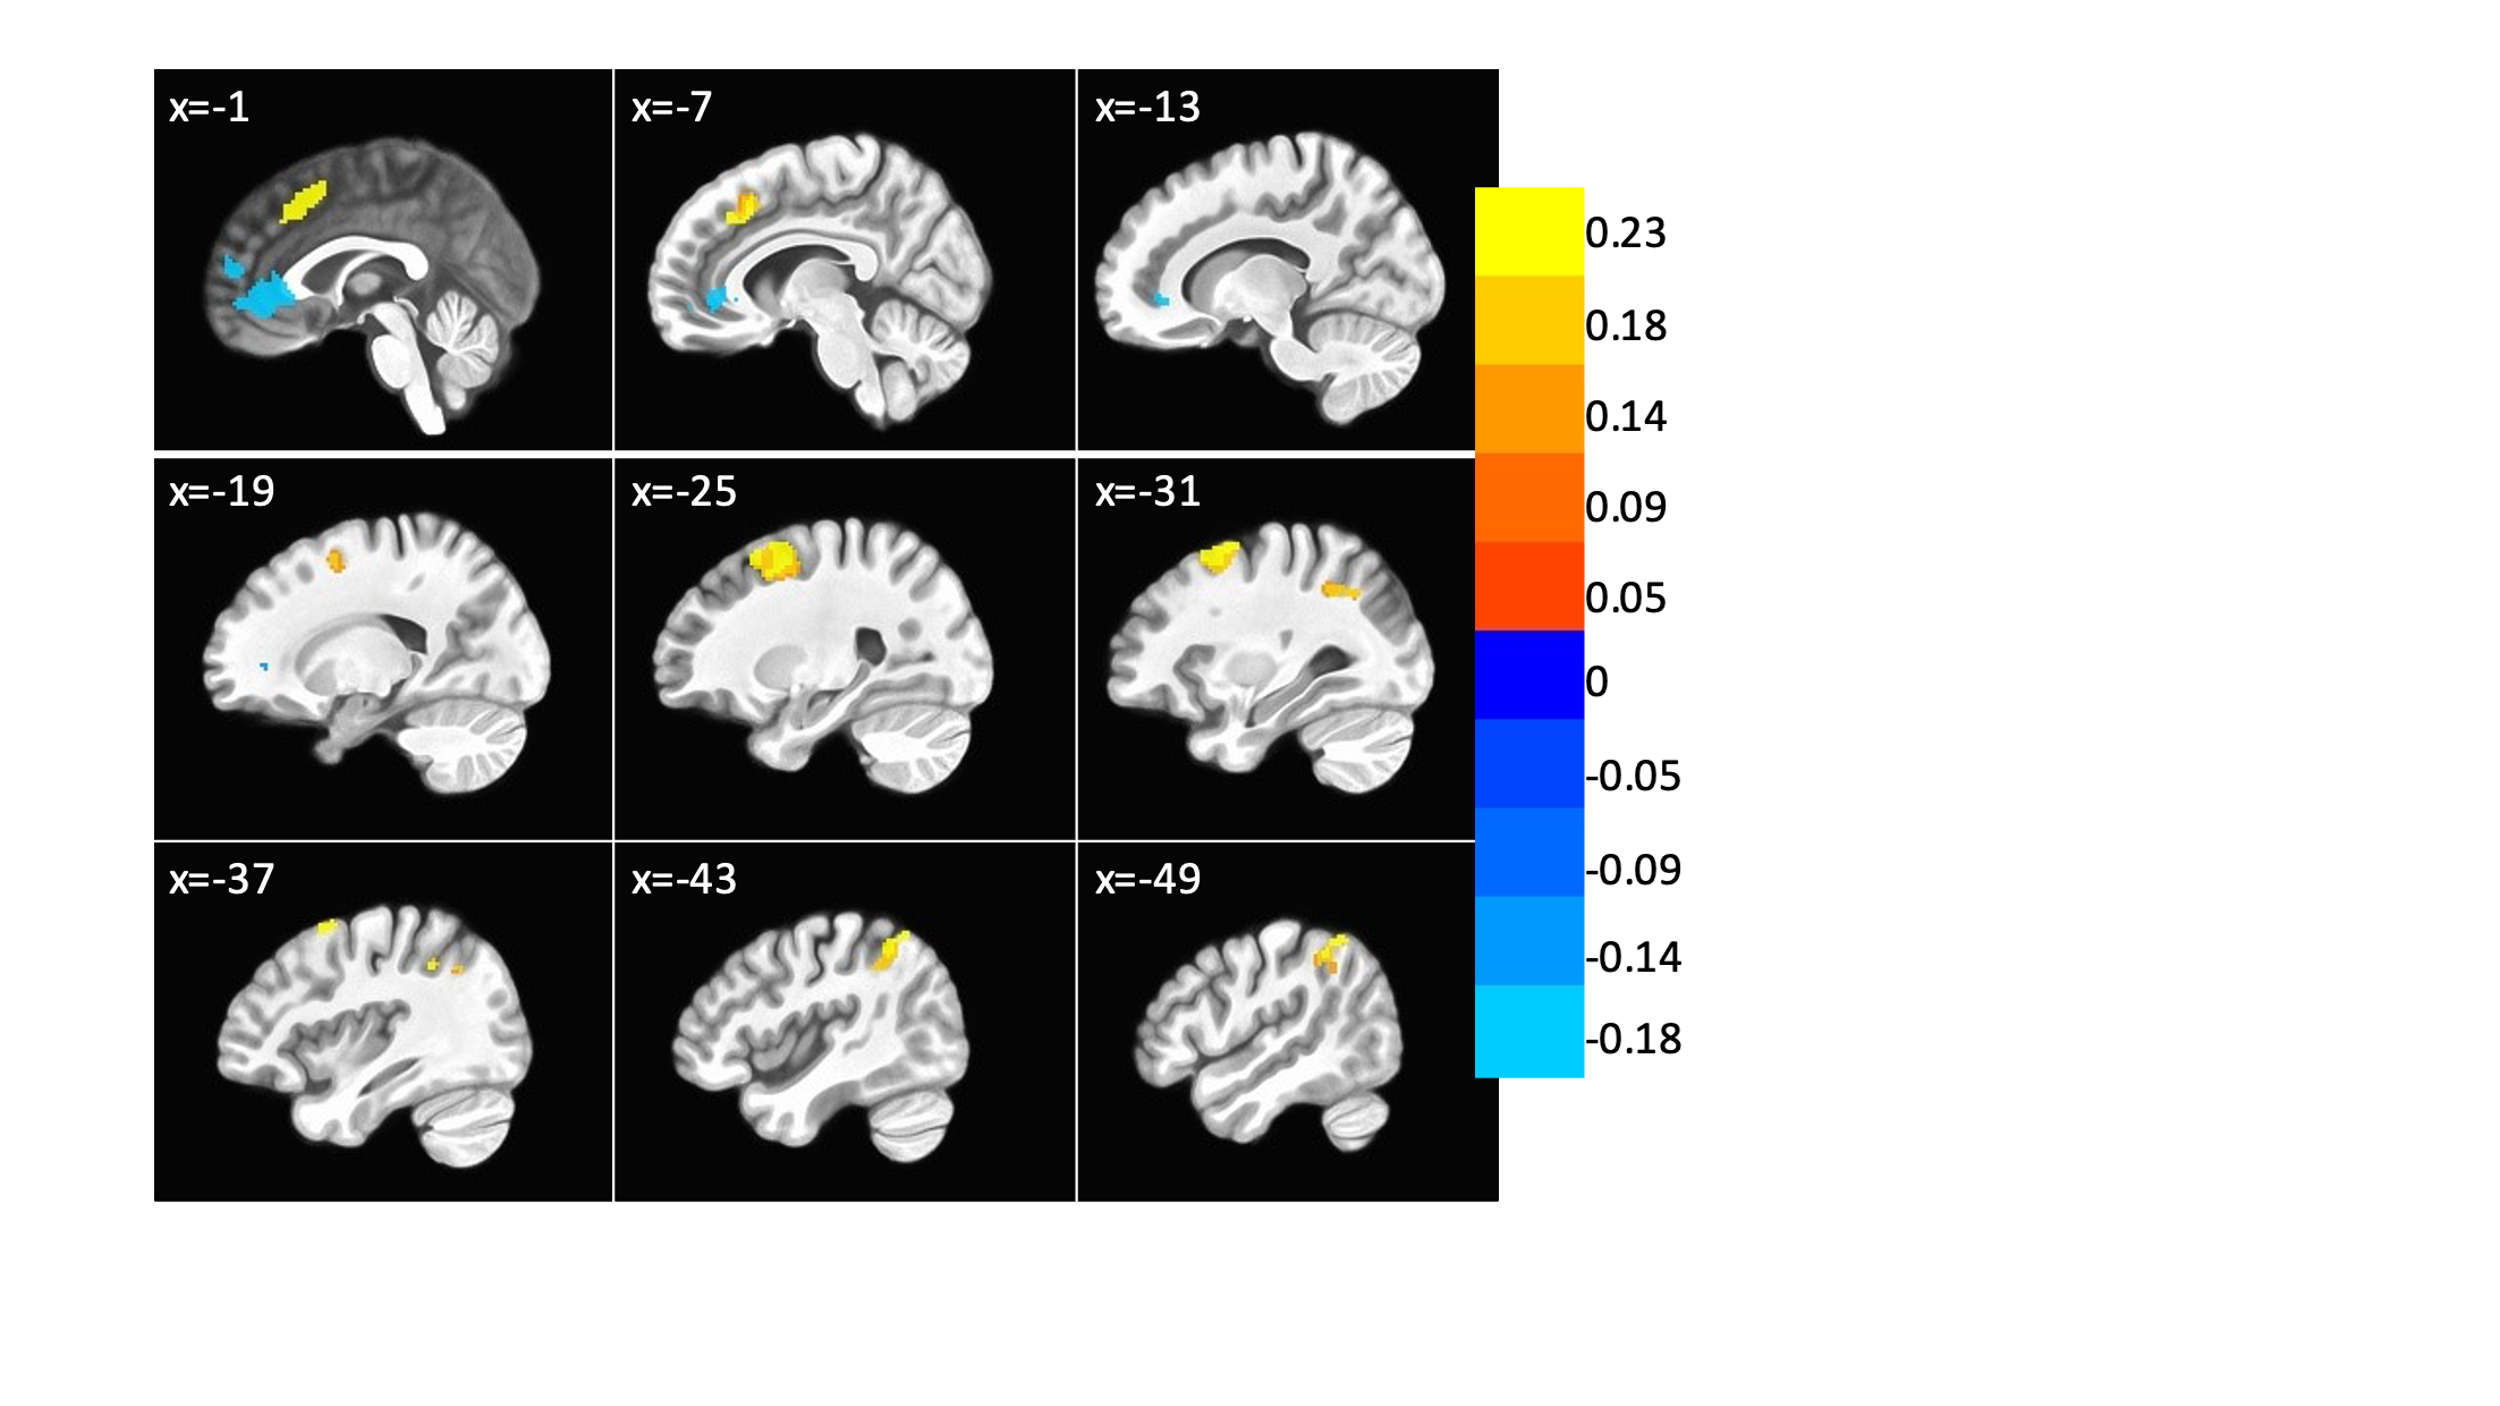 x=-1
x=-7
x=-13
x=-19
x=-25
x=-31
x=-37
x=-43
x=-49
0.23
0.18
0.14
0.09
0.05
0
-0.05
-0.09
-0.14
-0.18